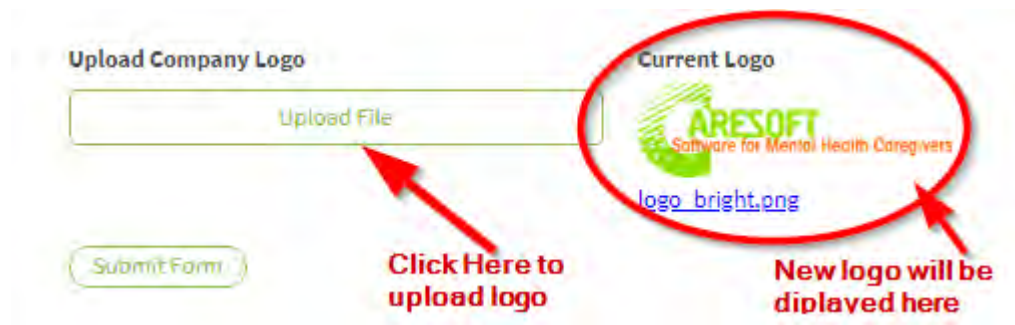 Upload Company Logo
Current Logo
Upload File
CARESOFT
Software for Mental Health Caregivers
logo_bright.png
Submit Form
Click Here to
upload logo
New logo will be
diplayed here